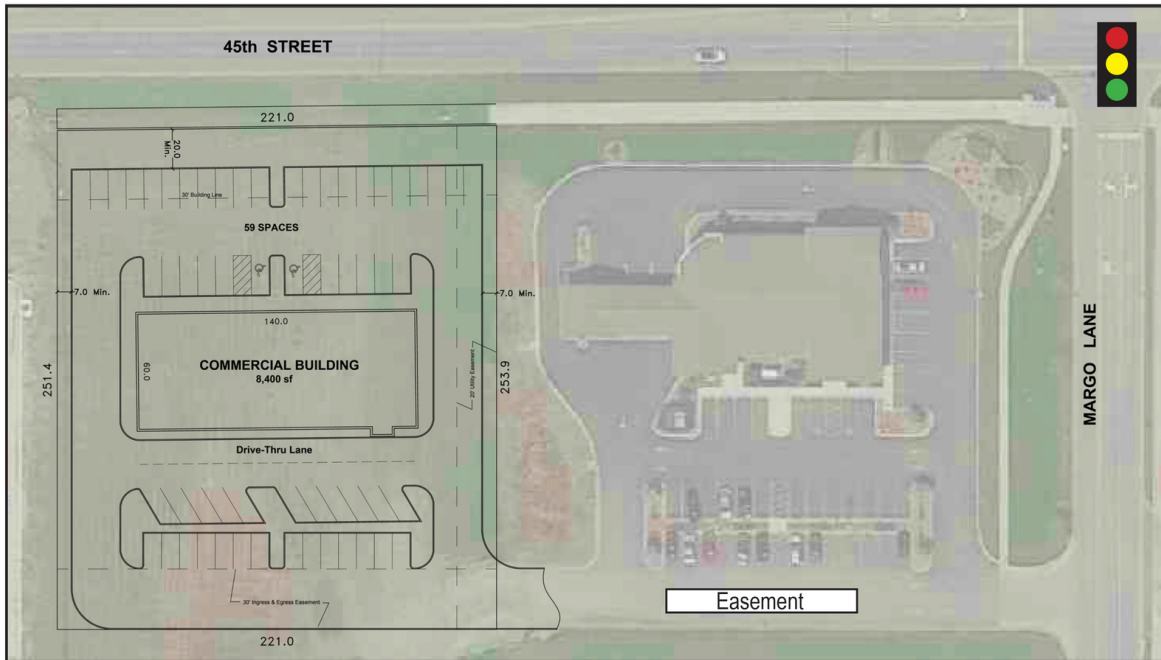 45th STREET
221.0
20.0
Min.
30' Building Line
59 SPACES
7.0 Min.
7.0 Min.
140.0
60.0
COMMERCIAL BUILDING
8,400 sf
251.4
20' Utility Easement
253.9
MARGO LANE
Drive-Thru Lane
30' Ingress & Egress Easement
Easement
221.0